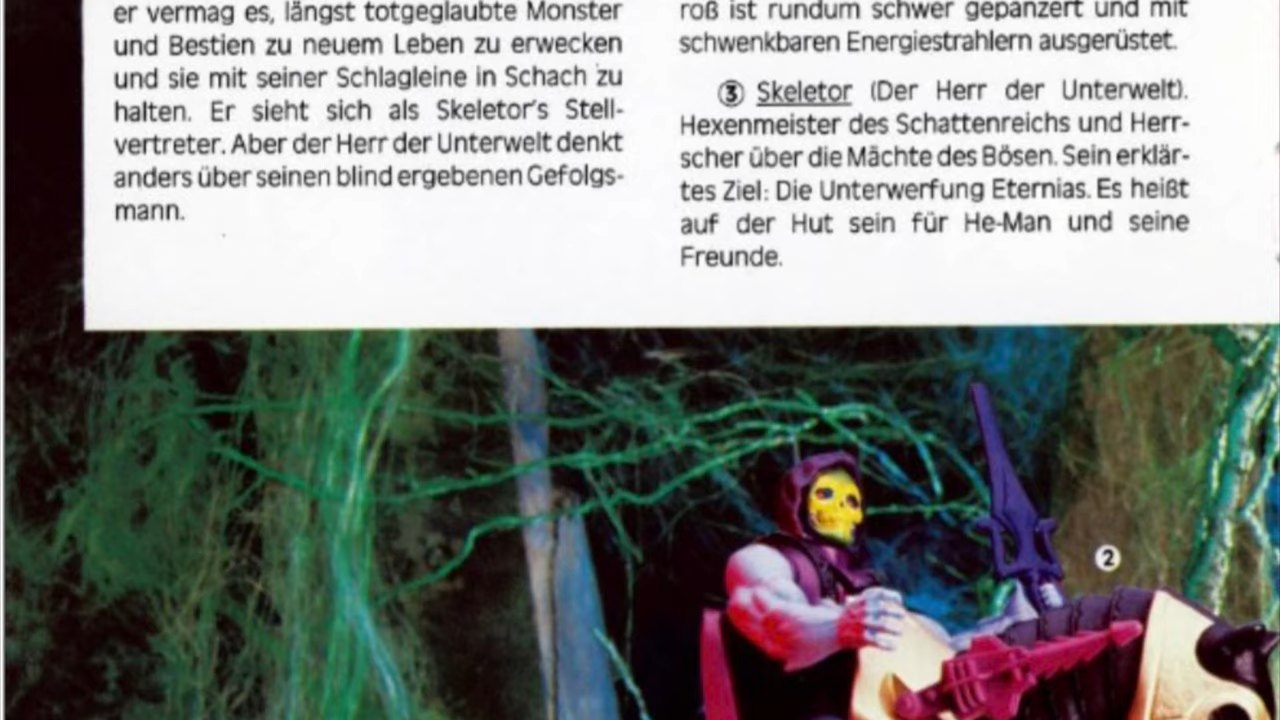 er vermag es, längst totgeglaubte Monster
und Bestien zu neuem Leben zu erwecken
und sie mit seiner Schlagleine in Schach zu
halten. Er sieht sich als Skeletor's Stell-
vertreter. Aber der Herr der Unterwelt denkt
anders über seinen blind ergebenen Gefolgs-
mann.
roß ist rundum schwer gepanzert und mit
schwenkbaren Energiestrahlern ausgerüstet.
③ Skeletor (Der Herr der Unterwelt).
Hexenmeister des Schattenreichs und Herr-
scher über die Mächte des Bösen. Sein erklär-
tes Ziel: Die Unterwerfung Eternias. Es heißt
auf der Hut sein für He-Man und seine
Freunde.
②